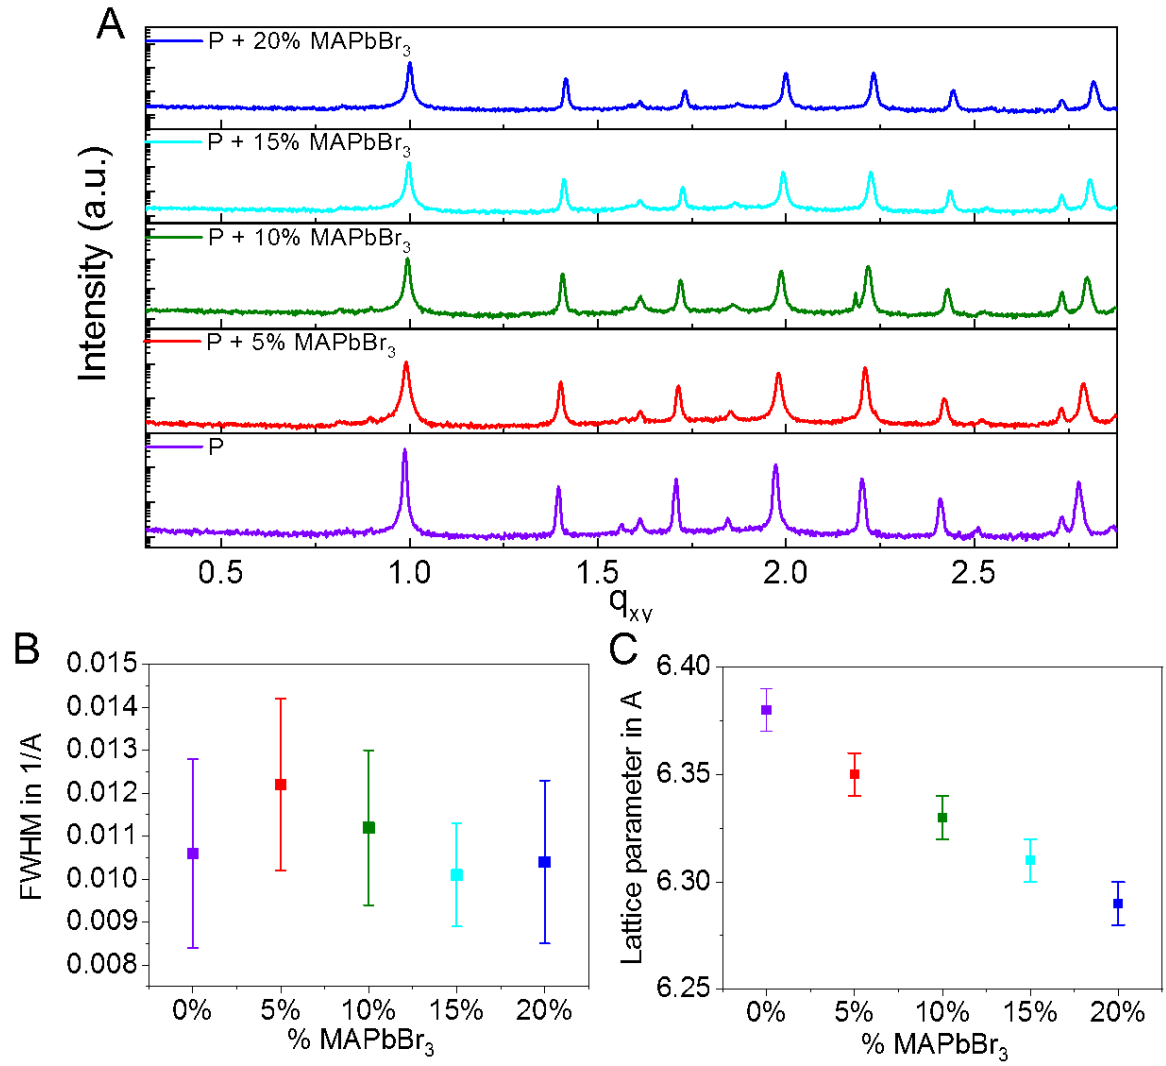 A
P + 20% MAPbBr₃
P + 15% MAPbBr₃
P + 10% MAPbBr₃
P + 5% MAPbBr₃
P
Intensity (a.u.)
0.5 1.0 1.5 2.0 2.5
q_xy
B
0.015
0.014
0.013
0.012
0.011
0.010
0.009
0.008
FWHM in 1/A
0% 5% 10% 15% 20%
% MAPbBr₃
C
6.40
6.35
6.30
6.25
Lattice parameter in A
0% 5% 10% 15% 20%
% MAPbBr₃